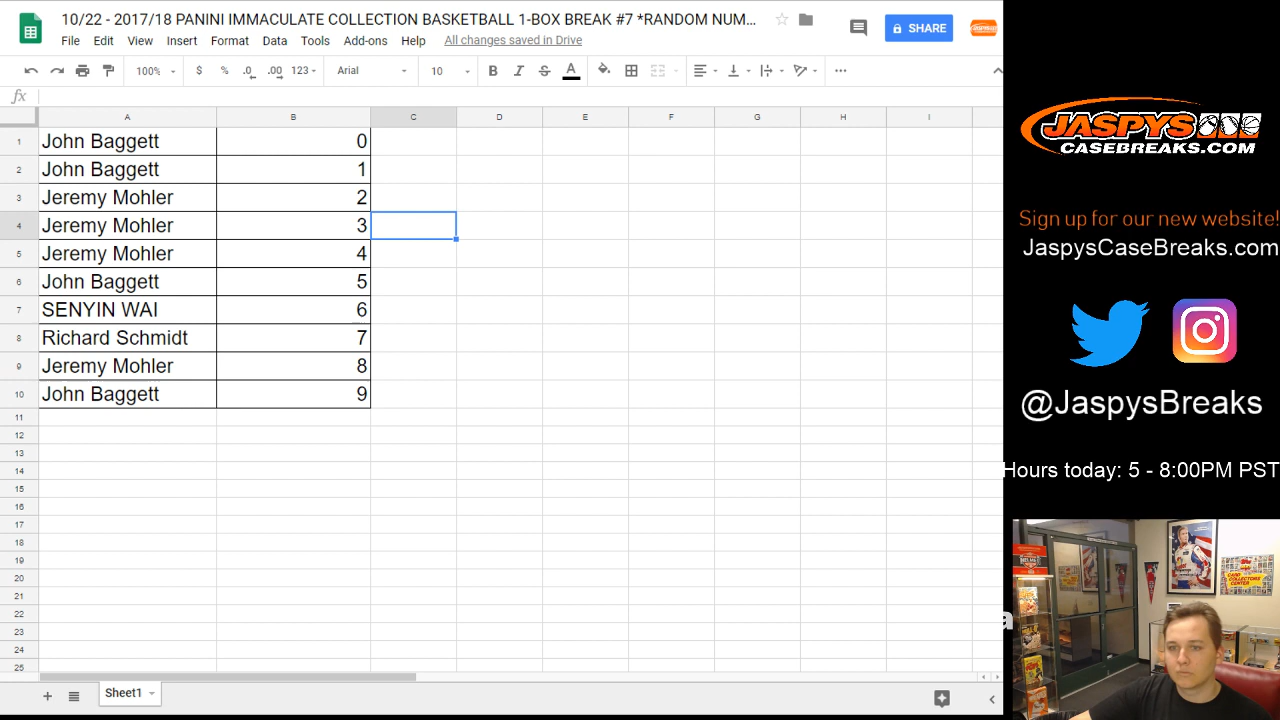 10/22 - 2017/18 PANINI IMMACULATE COLLECTION BASKETBALL 1-BOX BREAK #7 *RANDOM NUM...
SHARE
File Edit View Insert Format Data Tools Add-ons Help All changes saved in Drive
100% $ % .0 .00 123 Arial 10 B I S A
fx
A B C D E F G H I
1 John Baggett 0
2 John Baggett 1
3 Jeremy Mohler 2
4 Jeremy Mohler 3
5 Jeremy Mohler 4
6 John Baggett 5
7 SENYIN WAI 6
8 Richard Schmidt 7
9 Jeremy Mohler 8
10 John Baggett 9
11
12
13
14
15
16
17
18
19
20
21
22
23
24
25
Sheet1
JASPYS
CASEBREAKS.COM
Sign up for our new website!
JaspysCaseBreaks.com
@JaspysBreaks
Hours today: 5 - 8:00PM PST
a
CARD
COLLECTORS
CENTER